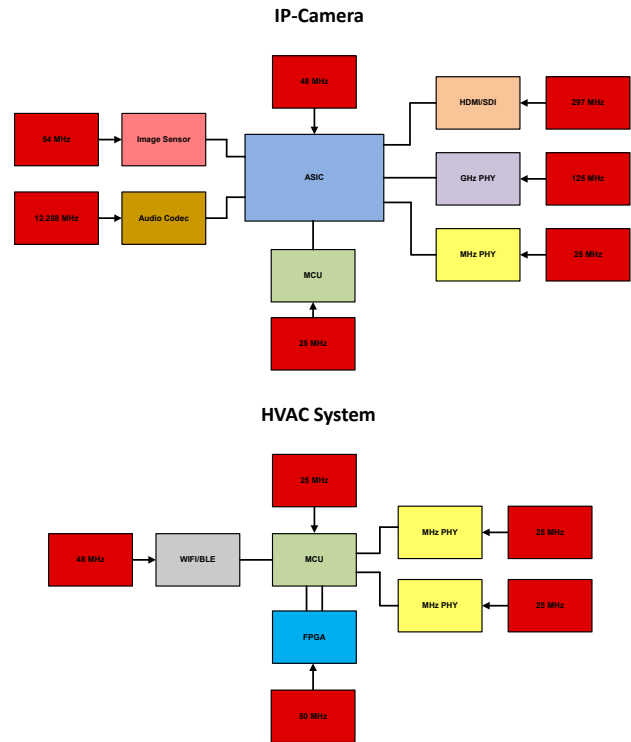 IP-Camera
48 MHz
54 MHz
Image Sensor
HDMI/SDI
297 MHz
ASIC
GHz PHY
125 MHz
12.298 MHz
Audio Codec
MHz PHY
25 MHz
MCU
25 MHz
HVAC System
25 MHz
48 MHz
WIFI/BLE
MCU
MHz PHY
25 MHz
MHz PHY
25 MHz
FPGA
50 MHz